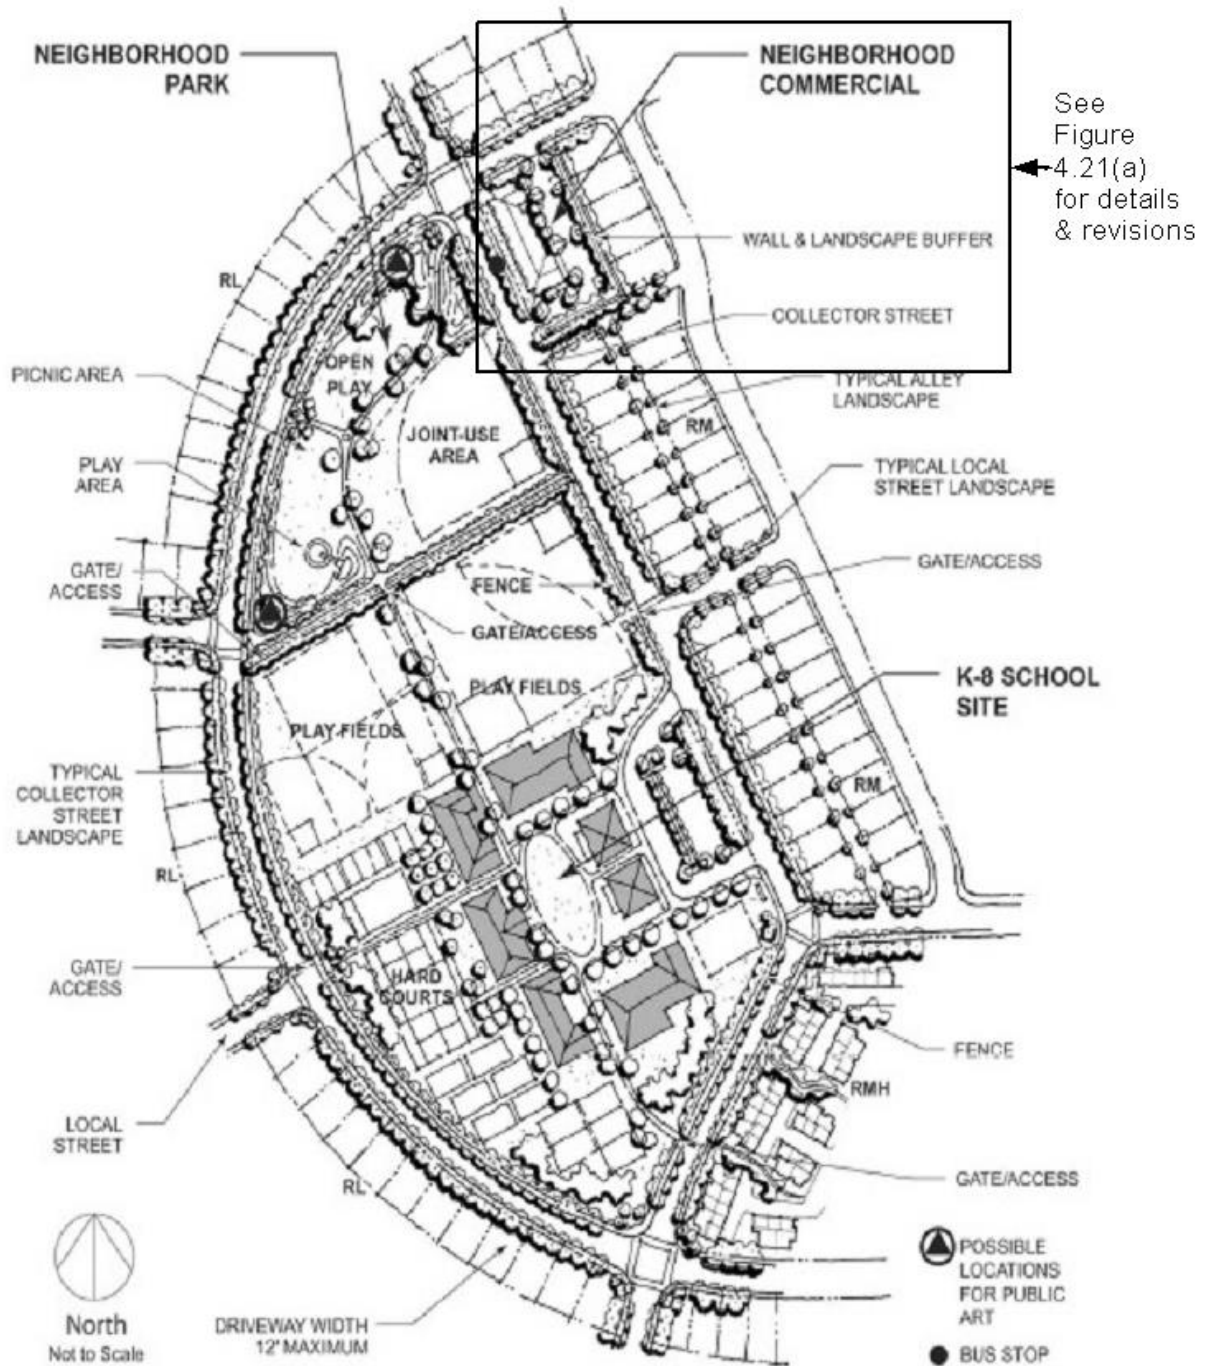 NEIGHBORHOOD
PARK
NEIGHBORHOOD
COMMERCIAL
See
Figure
4.21(a)
for details
& revisions
WALL & LANDSCAPE BUFFER
RL
COLLECTOR STREET
PICNIC AREA
OPEN
PLAY
TYPICAL ALLEY
LANDSCAPE
RM
JOINT-USE
AREA
PLAY
AREA
TYPICAL LOCAL
STREET LANDSCAPE
GATE/
ACCESS
FENCE
GATE/ACCESS
GATE/ACCESS
K-8 SCHOOL
SITE
PLAY FIELDS
PLAY FIELDS
TYPICAL
COLLECTOR
STREET
LANDSCAPE
RM
RL
GATE/
ACCESS
HARD
COURTS
FENCE
RMH
LOCAL
STREET
GATE/ACCESS
RL
POSSIBLE
LOCATIONS
FOR PUBLIC
ART
North
Not to Scale
DRIVEWAY WIDTH
12' MAXIMUM
BUS STOP